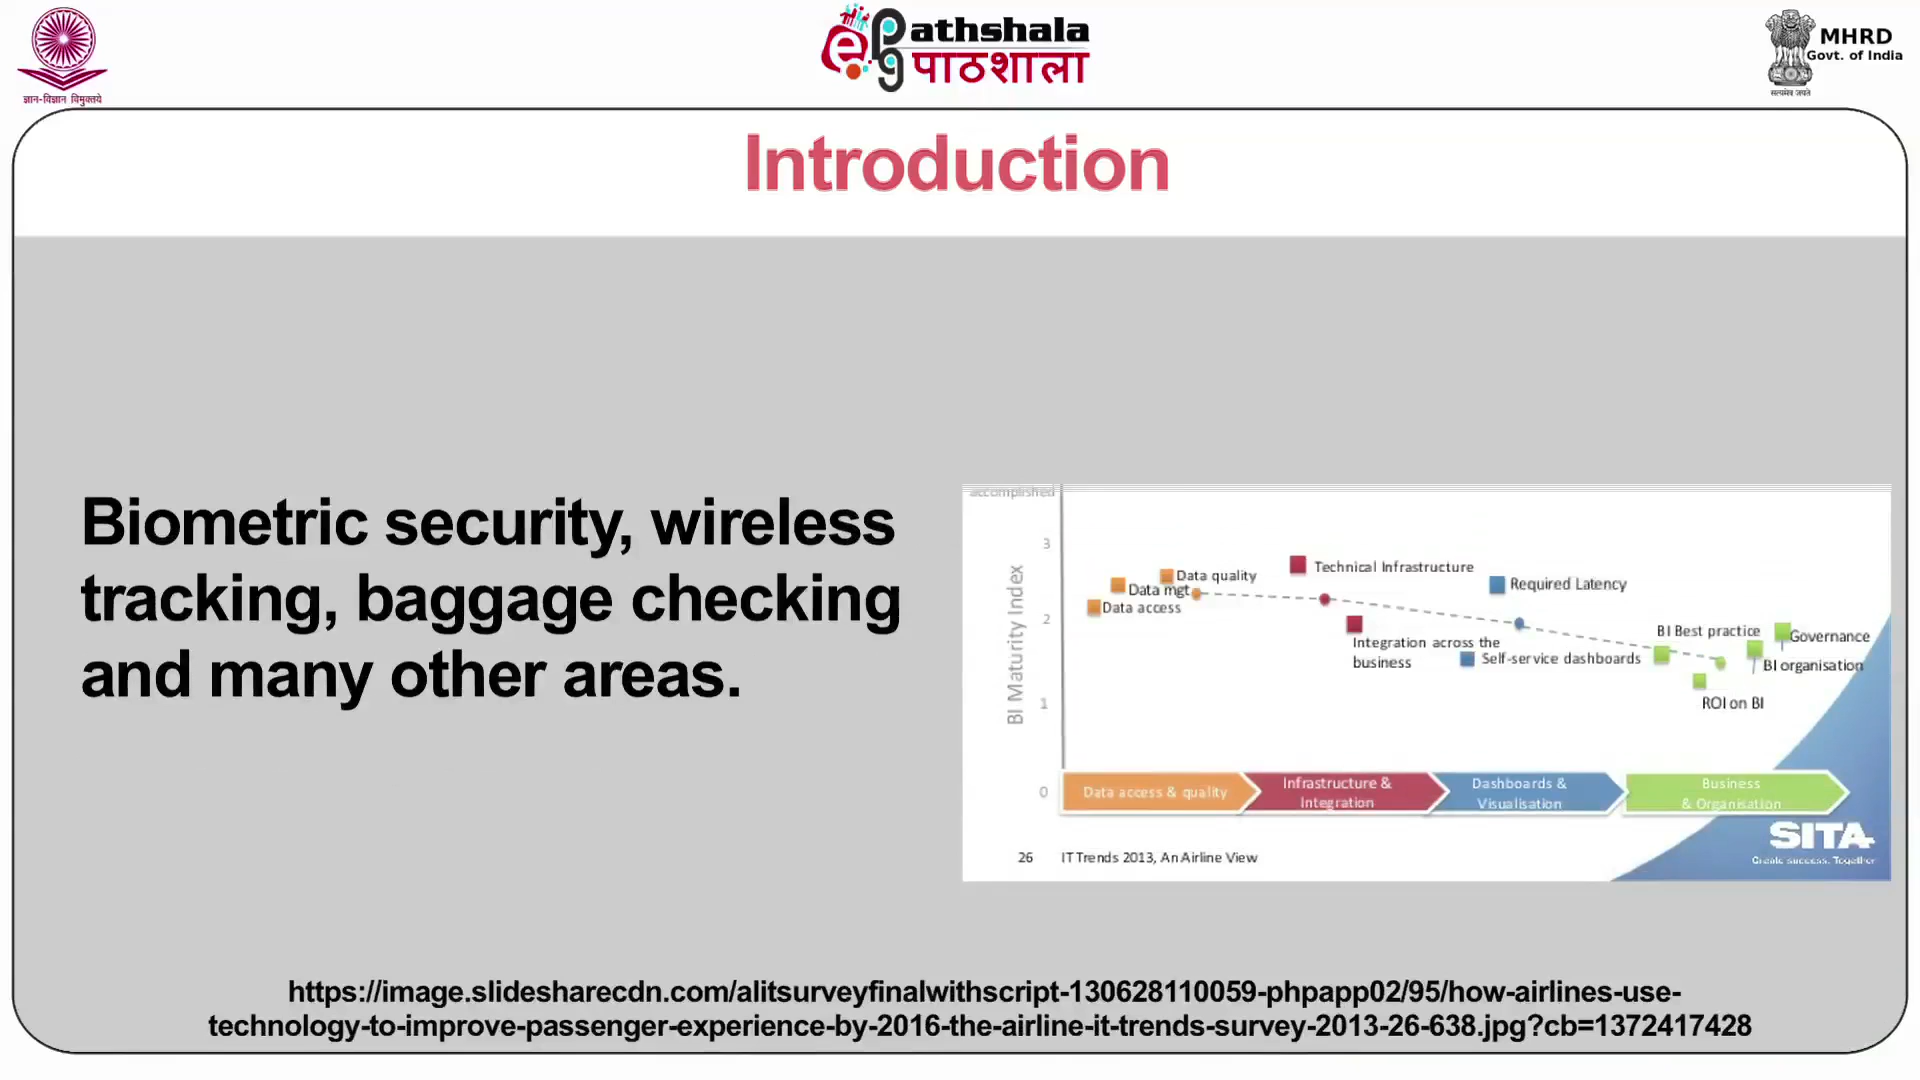 ज्ञान-विज्ञान विमुक्तये
ePG Pathshala
पाठशाला
MHRD
Govt. of India
सत्यमेव जयते
Introduction
Biometric security, wireless
tracking, baggage checking
and many other areas.
accomplished
3
2
1
0
BI Maturity Index
Data quality
Data mgt
Data access
Technical Infrastructure
Integration across the
business
Required Latency
Self-service dashboards
BI Best practice
Governance
BI organisation
ROI on BI
Data access & quality
Infrastructure &
Integration
Dashboards &
Visualisation
Business
& Organisation
SITA
Create success. Together
26 IT Trends 2013, An Airline View
https://image.slidesharecdn.com/alitsurveyfinalwithscript-130628110059-phpapp02/95/how-airlines-use-
technology-to-improve-passenger-experience-by-2016-the-airline-it-trends-survey-2013-26-638.jpg?cb=1372417428